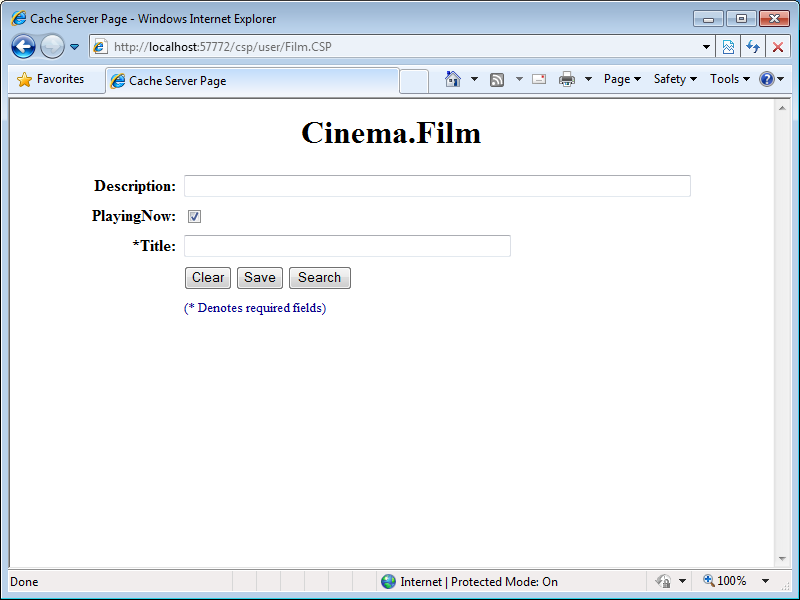 Cache Server Page - Windows Internet Explorer
http://localhost:57772/csp/user/Film.CSP
Favorites
Cache Server Page
Page
Safety
Tools
Cinema.Film
Description:
PlayingNow:
*Title:
Clear Save Search
(* Denotes required fields)
Done
Internet | Protected Mode: On
100%